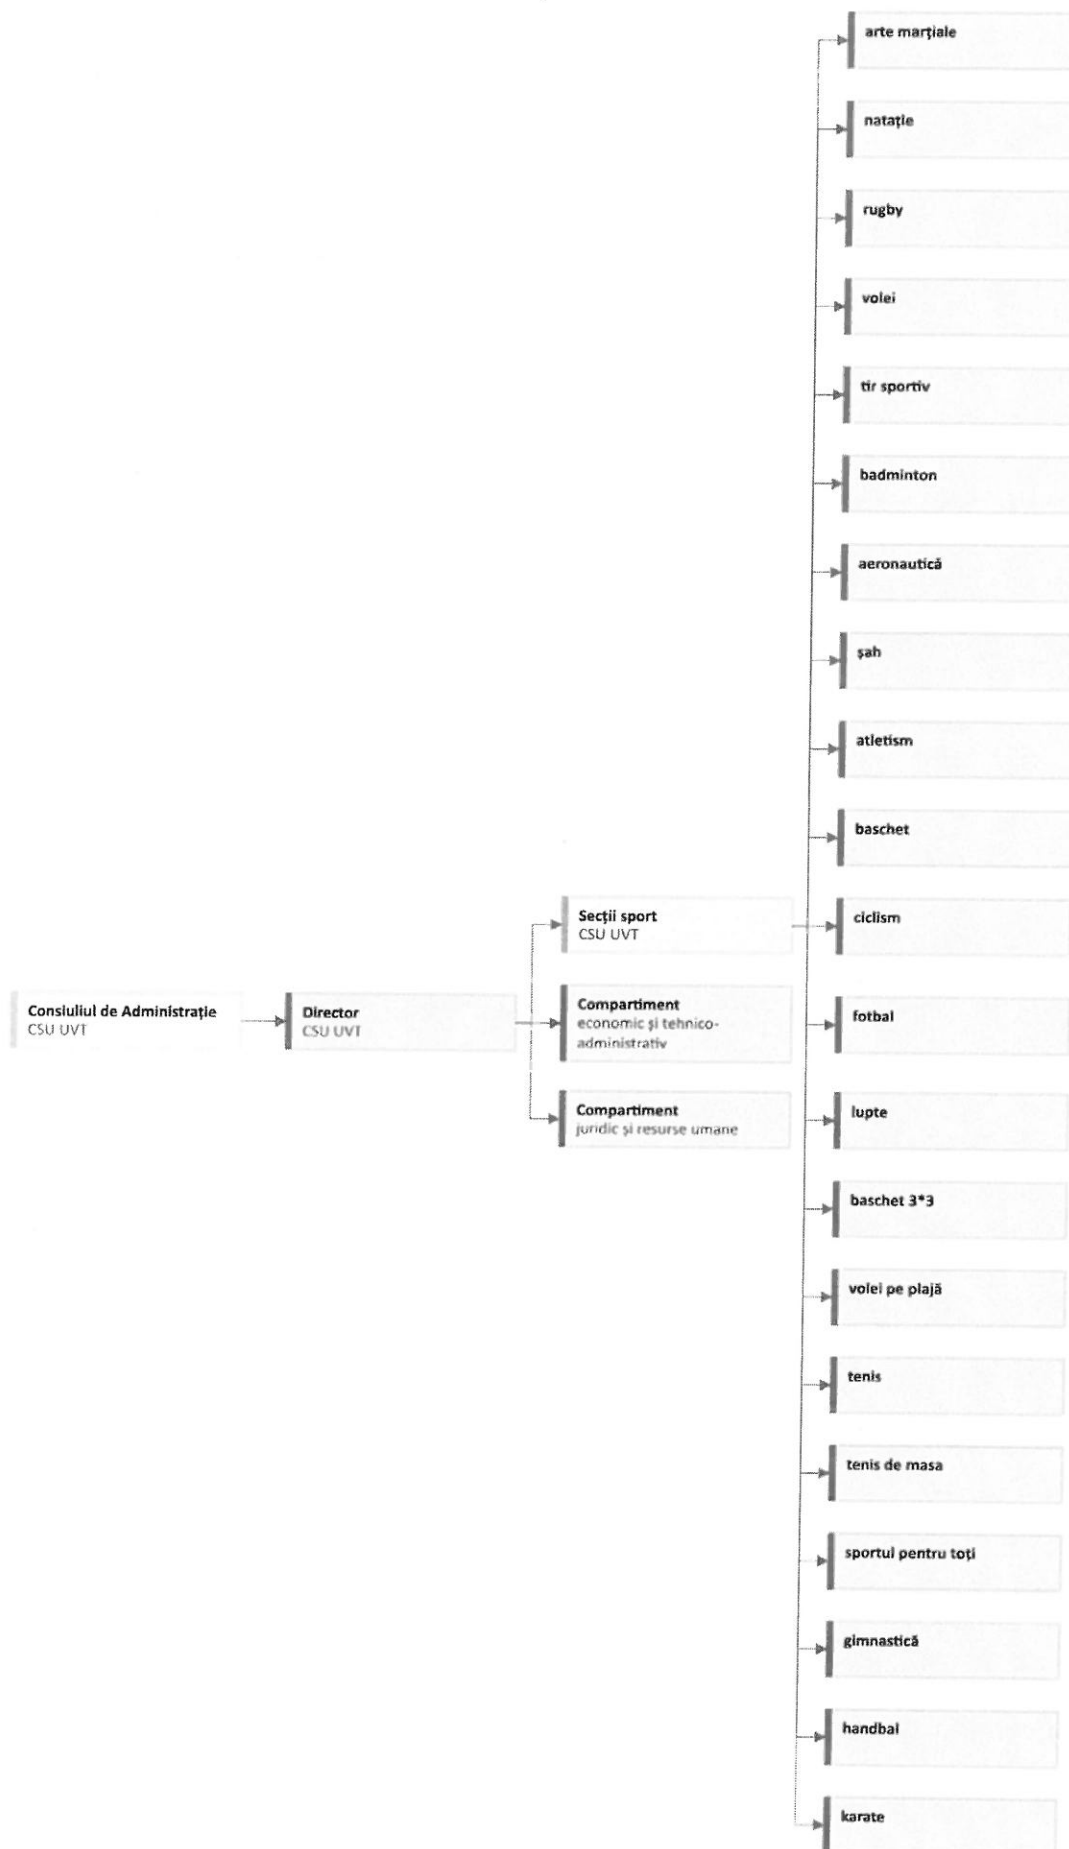 arte marțiale
natație
rugby
volei
tir sportiv
badminton
aeronautică
șah
atletism
baschet
Secții sport
CSU UVT
ciclism
Consiuliul de Administrație
CSU UVT
Director
CSU UVT
Compartiment
economic și tehnico-
administrativ
fotbal
Compartiment
juridic și resurse umane
lupte
baschet 3*3
volei pe plajă
tenis
tenis de masa
sportul pentru toți
gimnastică
handbal
karate